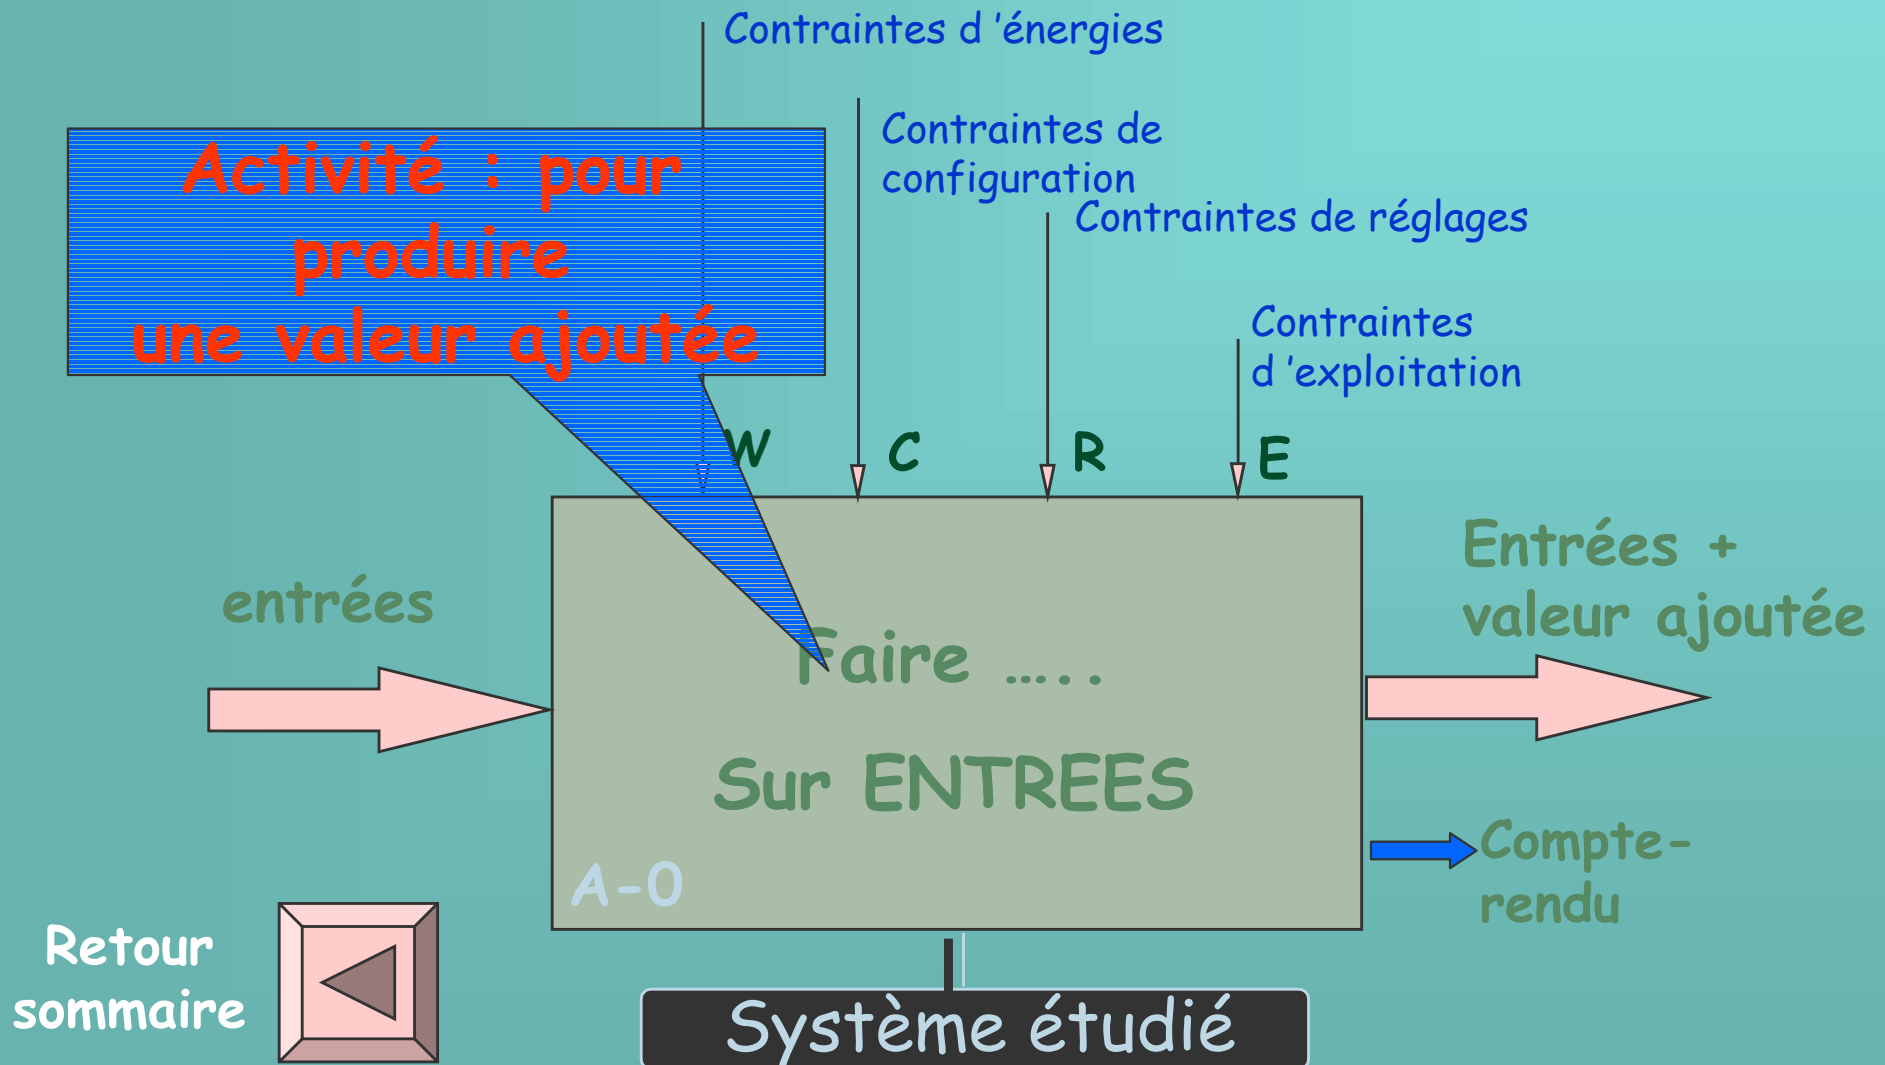 Contraintes d ’énergies
Contraintes de
configuration
Contraintes de réglages
Contraintes
d ’exploitation
Activité : pour
produire
une valeur ajoutée
W
C
R
E
entrées
Entrées +
valeur ajoutée
Faire …. . .
Sur ENTREES
A-0
Compte-
rendu
Retour
sommaire
Système étudié